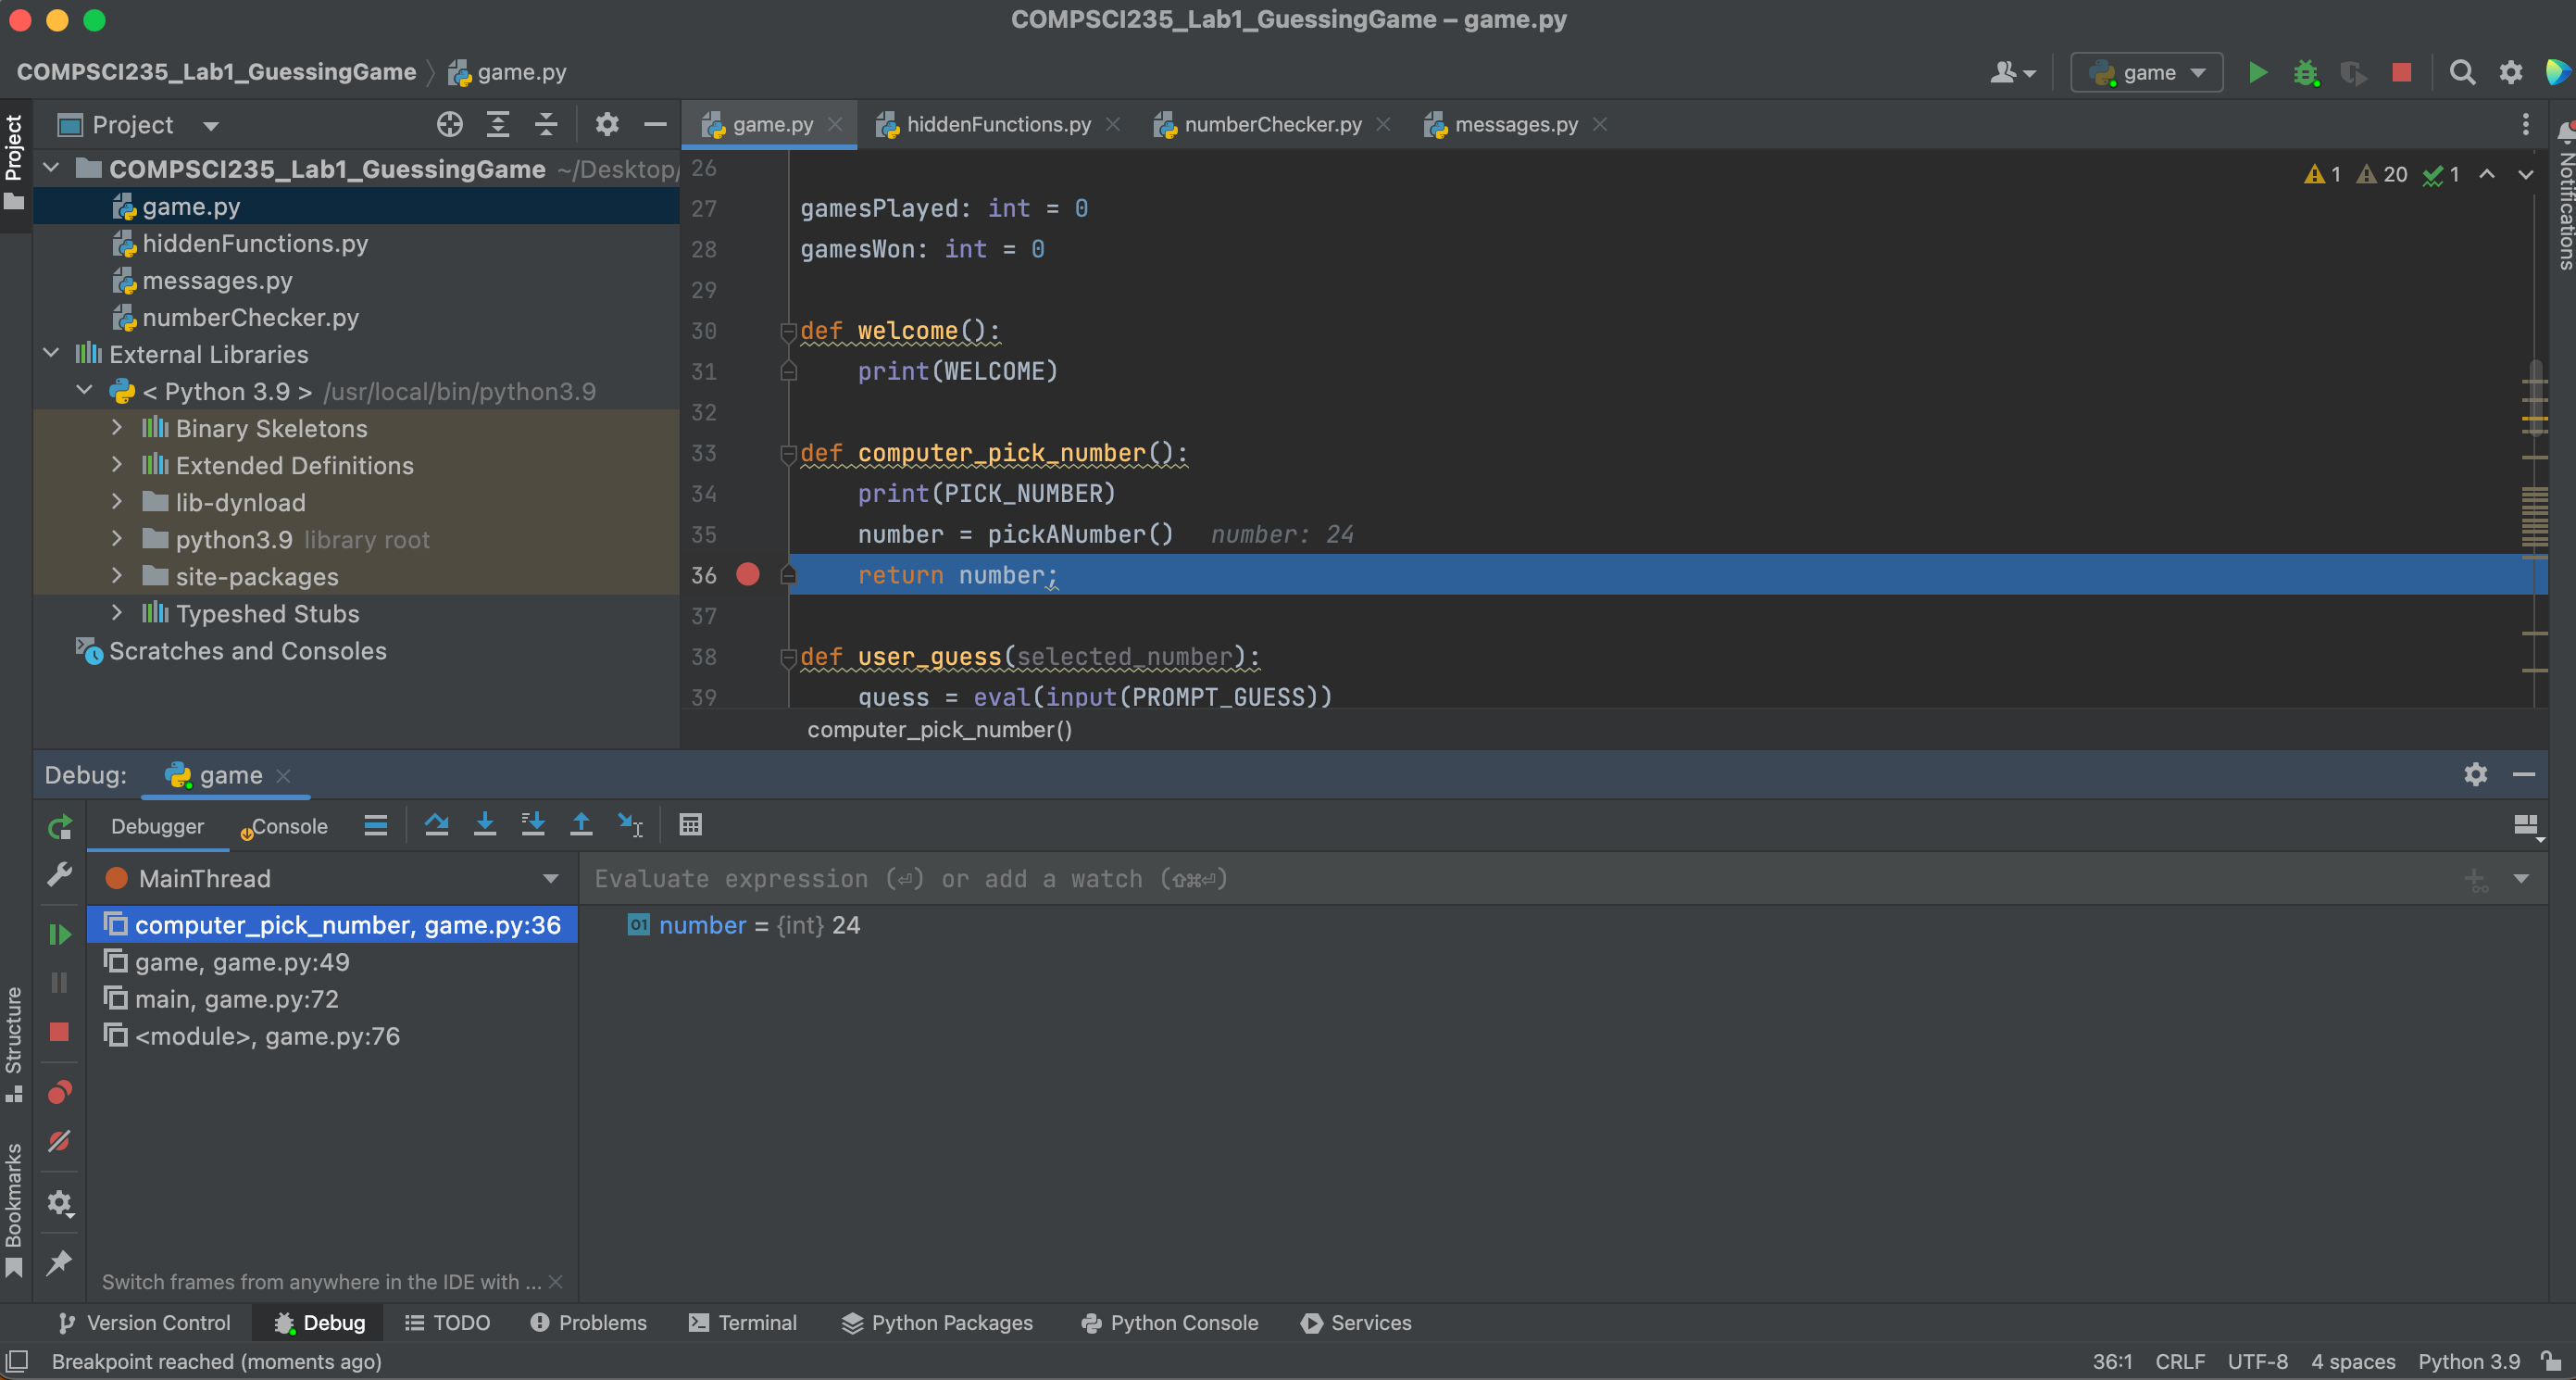 COMPSCI235_Lab1_GuessingGame – game.py
COMPSCI235_Lab1_GuessingGame game.py
game
Project
Project
COMPSCI235_Lab1_GuessingGame ~/Desktop/
game.py
hiddenFunctions.py
messages.py
numberChecker.py
External Libraries
< Python 3.9 > /usr/local/bin/python3.9
Binary Skeletons
Extended Definitions
lib-dynload
python3.9 library root
site-packages
Typeshed Stubs
Scratches and Consoles
game.py hiddenFunctions.py numberChecker.py messages.py
1 20 1
26
27 gamesPlayed: int = 0
28 gamesWon: int = 0
29
30 def welcome():
31 print(WELCOME)
32
33 def computer_pick_number():
34 print(PICK_NUMBER)
35 number = pickANumber() number: 24
36 return number;
37
38 def user_guess(selected_number):
39 guess = eval(input(PROMPT_GUESS))
computer_pick_number()
Notifications
Debug: game
Debugger Console
MainThread
Evaluate expression (⏎) or add a watch (⇧⌘⏎)
computer_pick_number, game.py:36
game, game.py:49
main, game.py:72
<module>, game.py:76
01 number = {int} 24
Switch frames from anywhere in the IDE with ...
Structure
Bookmarks
Version Control Debug TODO Problems Terminal Python Packages Python Console Services
Breakpoint reached (moments ago) 36:1 CRLF UTF-8 4 spaces Python 3.9